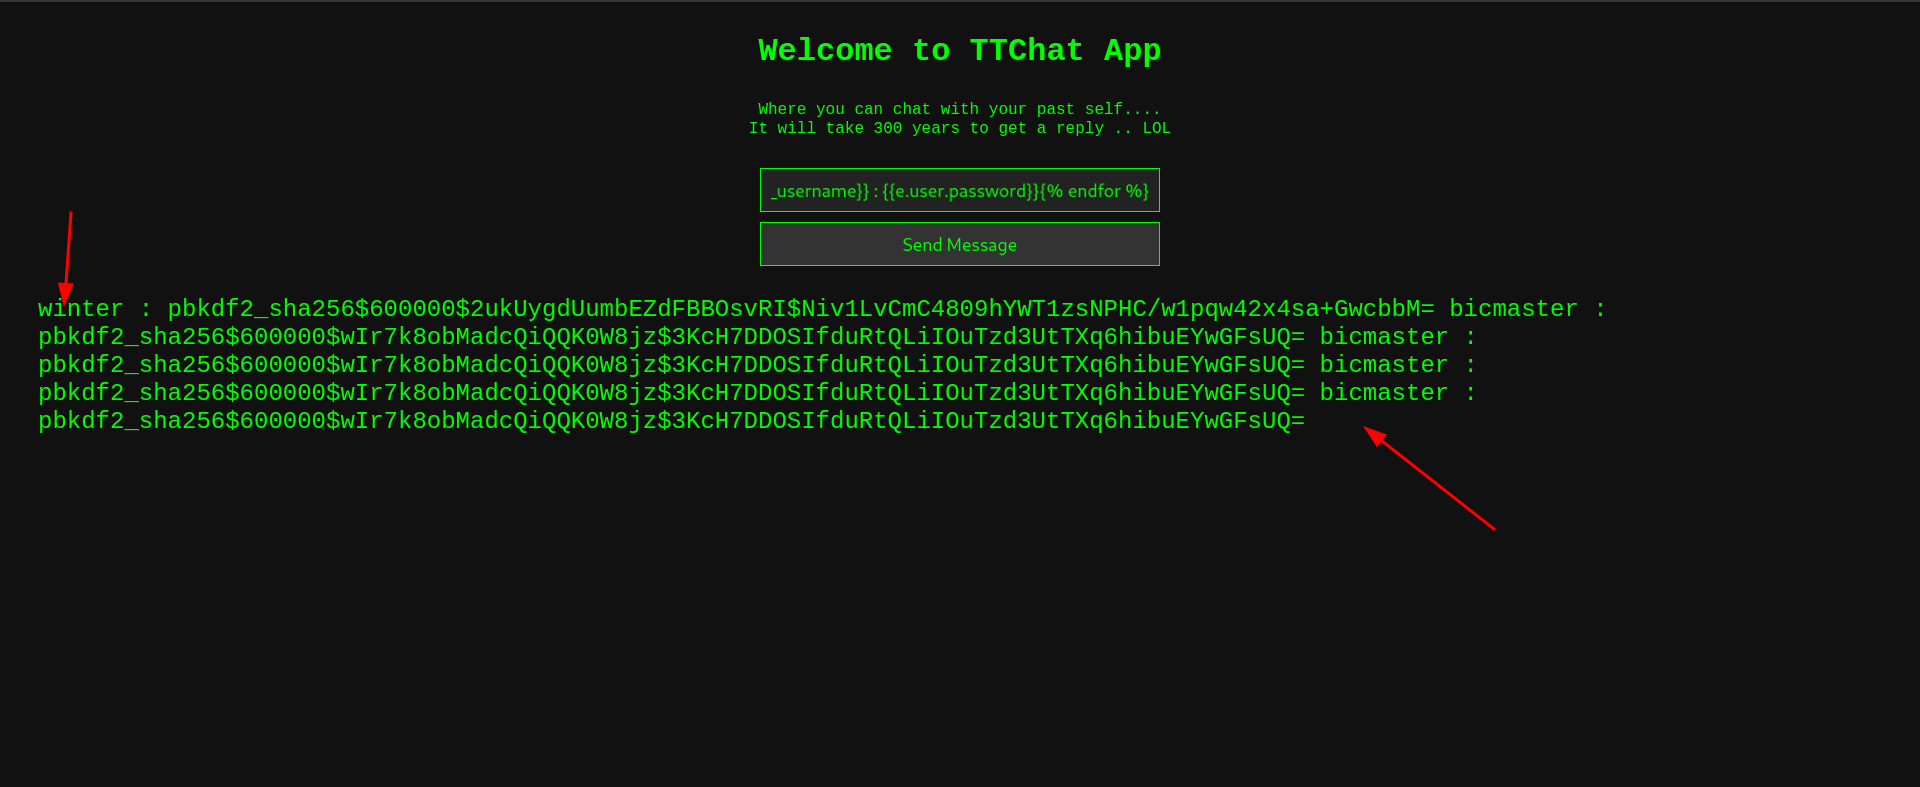 Welcome to TTChat App
Where you can chat with your past self....
It will take 300 years to get a reply .. LOL
_username}} : {{e.user.password}}{% endfor %}
Send Message
winter : pbkdf2_sha256$600000$2ukUygdUumbEZdFBBOsvRI$Niv1LvCmC4809hYWT1zsNPHC/w1pqw42x4sa+GwcbbM= bicmaster :
pbkdf2_sha256$600000$wIr7k8obMadcQiQQK0W8jz$3KcH7DDOSIfduRtQLiIOuTzd3UtTXq6hibuEYwGFsUQ= bicmaster :
pbkdf2_sha256$600000$wIr7k8obMadcQiQQK0W8jz$3KcH7DDOSIfduRtQLiIOuTzd3UtTXq6hibuEYwGFsUQ= bicmaster :
pbkdf2_sha256$600000$wIr7k8obMadcQiQQK0W8jz$3KcH7DDOSIfduRtQLiIOuTzd3UtTXq6hibuEYwGFsUQ= bicmaster :
pbkdf2_sha256$600000$wIr7k8obMadcQiQQK0W8jz$3KcH7DDOSIfduRtQLiIOuTzd3UtTXq6hibuEYwGFsUQ=